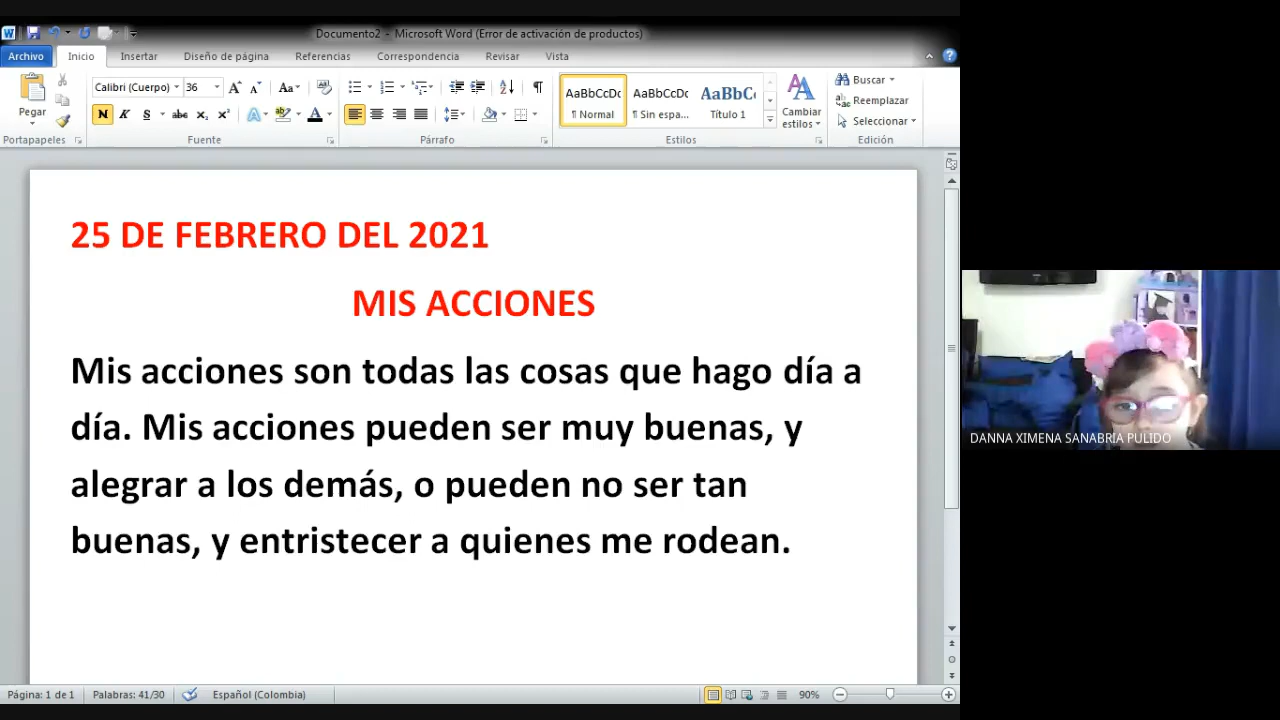 Documento2 - Microsoft Word (Error de activación de productos)
Archivo Inicio Insertar Diseño de página Referencias Correspondencia Revisar Vista
Calibri (Cuerpo) 36 Aa AaBbCcDc AaBbCcDc AaBbC Buscar
Pegar Cambiar estilos Reemplazar
N K S abc x₂ x² A ¶ Normal ¶ Sin espa... Título 1 Seleccionar
Portapapeles Fuente Párrafo Estilos Edición
25 DE FEBRERO DEL 2021
MIS ACCIONES
Mis acciones son todas las cosas que hago día a
día. Mis acciones pueden ser muy buenas, y
alegrar a los demás, o pueden no ser tan
buenas, y entristecer a quienes me rodean.
DANNA XIMENA SANABRIA PULIDO
Página: 1 de 1 Palabras: 41/30 Español (Colombia) 90%